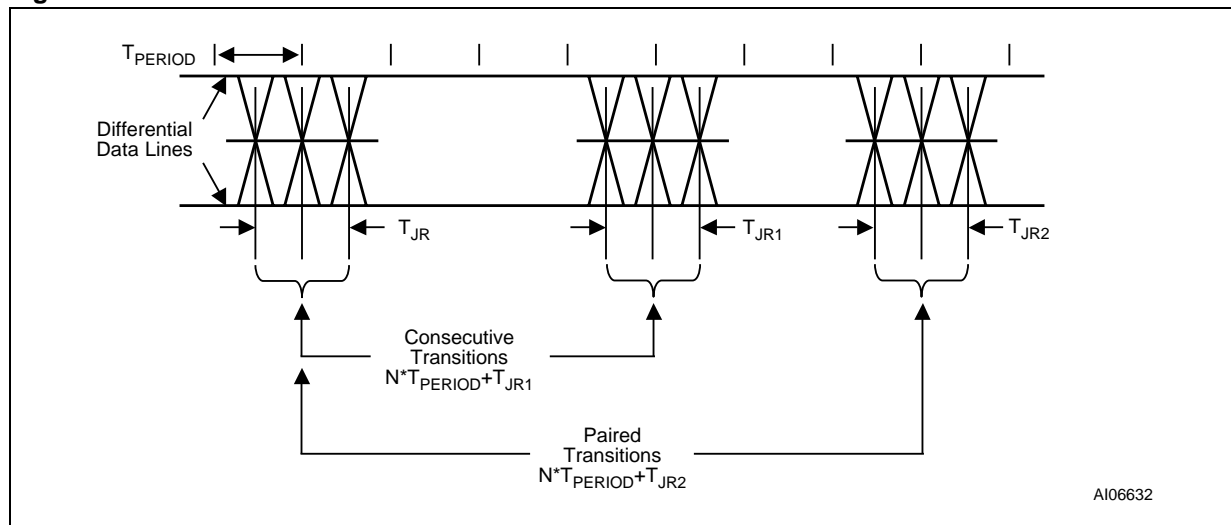 TPERIOD
Differential
Data Lines
TJR
TJR1
TJR2
Consecutive
Transitions
N*TPERIOD+TJR1
Paired
Transitions
N*TPERIOD+TJR2
AI06632